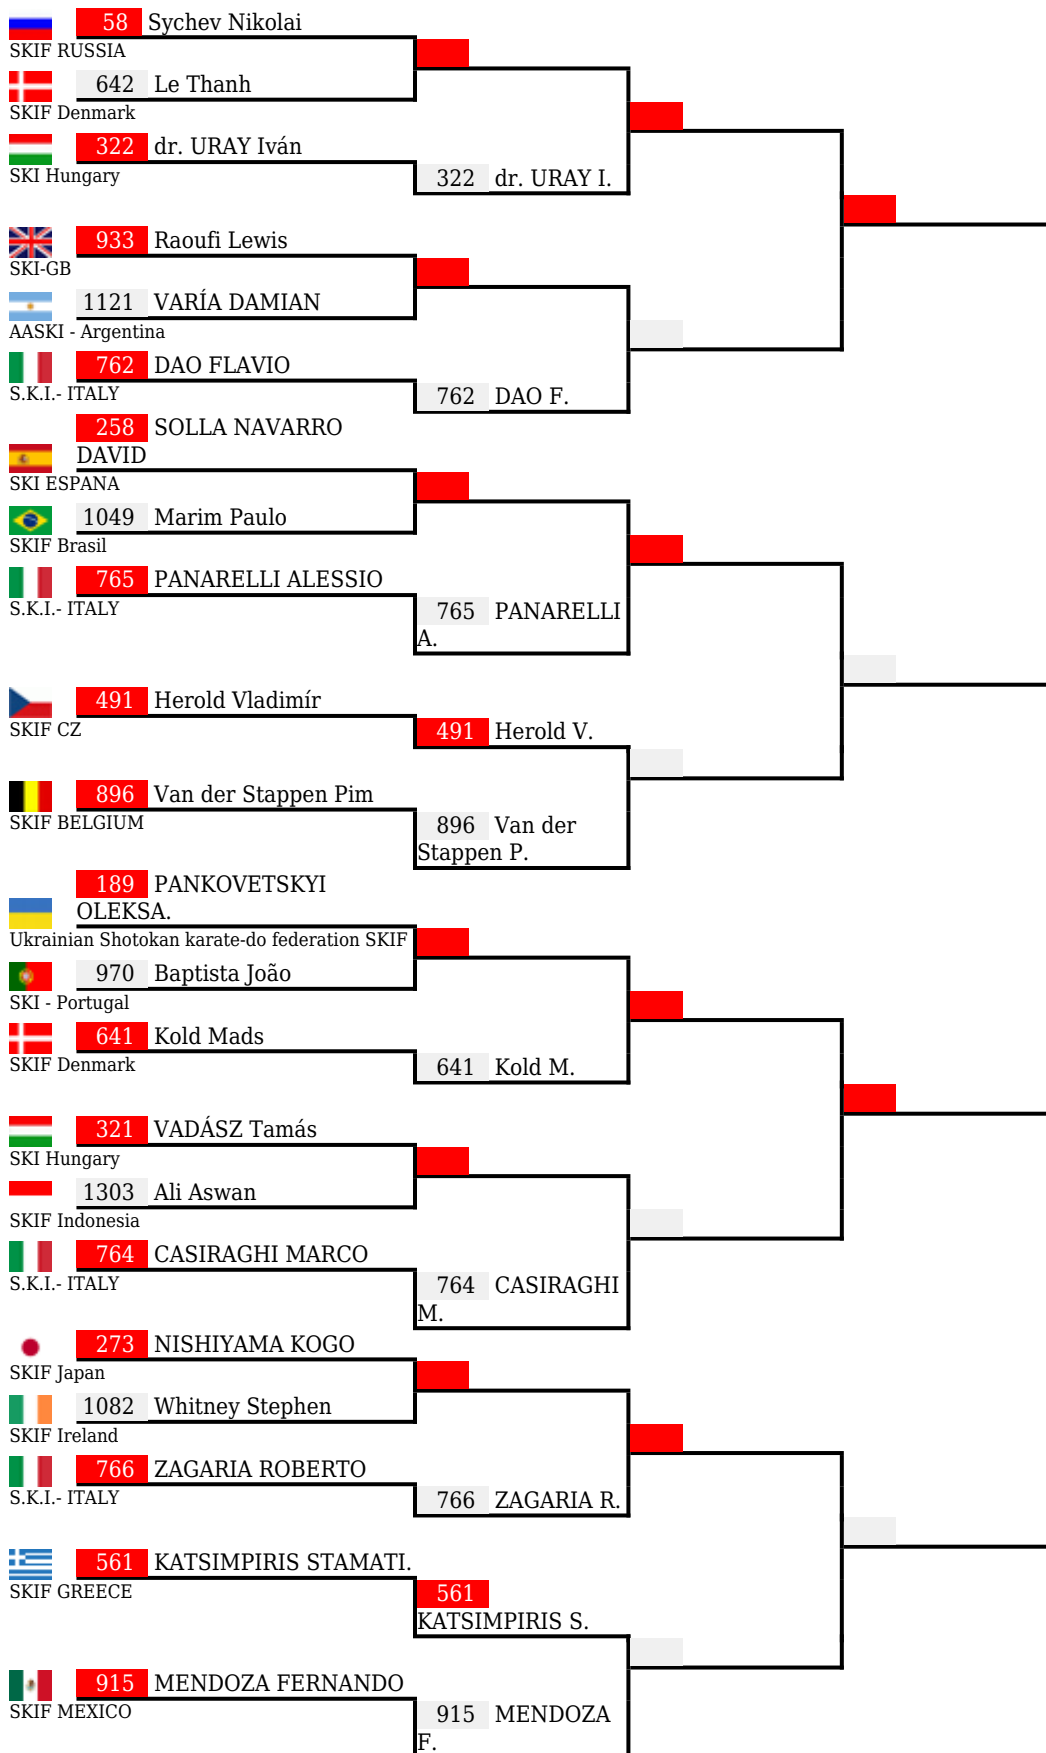 58 Sychev Nikolai
SKIF RUSSIA
642 Le Thanh
SKIF Denmark
322 dr. URAY Iván
SKI Hungary
322 dr. URAY I.
933 Raoufi Lewis
SKI-GB
1121 VARÍA DAMIAN
AASKI - Argentina
762 DAO FLAVIO
S.K.I.- ITALY
762 DAO F.
258 SOLLA NAVARRO
DAVID
SKI ESPANA
1049 Marim Paulo
SKIF Brasil
765 PANARELLI ALESSIO
S.K.I.- ITALY
765 PANARELLI
A.
491 Herold Vladimír
SKIF CZ
491 Herold V.
896 Van der Stappen Pim
SKIF BELGIUM
896 Van der
Stappen P.
189 PANKOVETSKYI
OLEKSA.
Ukrainian Shotokan karate-do federation SKIF
970 Baptista João
SKI - Portugal
641 Kold Mads
SKIF Denmark
641 Kold M.
321 VADÁSZ Tamás
SKI Hungary
1303 Ali Aswan
SKIF Indonesia
764 CASIRAGHI MARCO
S.K.I.- ITALY
764 CASIRAGHI
M.
273 NISHIYAMA KOGO
SKIF Japan
1082 Whitney Stephen
SKIF Ireland
766 ZAGARIA ROBERTO
S.K.I.- ITALY
766 ZAGARIA R.
561 KATSIMPIRIS STAMATI.
SKIF GREECE
561
KATSIMPIRIS S.
915 MENDOZA FERNANDO
SKIF MEXICO
915 MENDOZA
F.